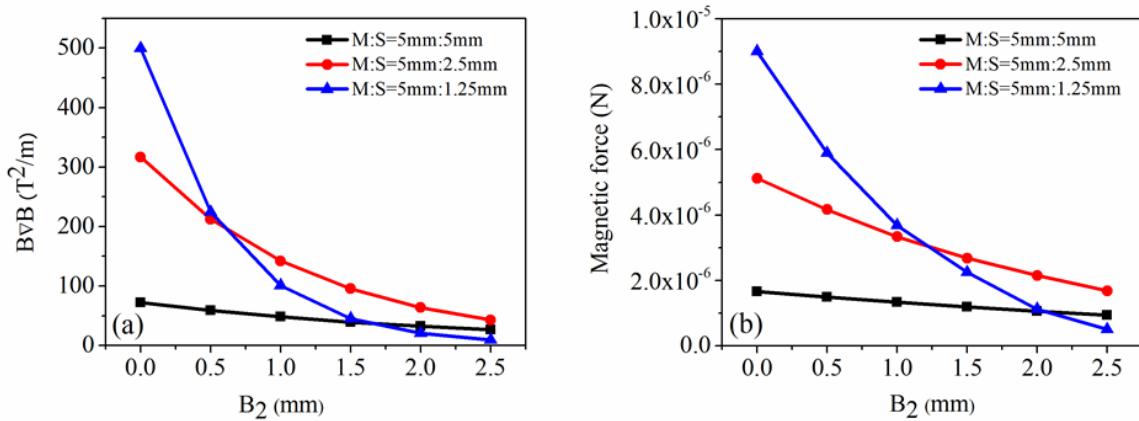 500
400
300
200
100
0
B∇B (T²/m)
M:S=5mm:5mm
M:S=5mm:2.5mm
M:S=5mm:1.25mm
(a)
0.0 0.5 1.0 1.5 2.0 2.5
B₂ (mm)
1.0x10⁻⁵
8.0x10⁻⁶
6.0x10⁻⁶
4.0x10⁻⁶
2.0x10⁻⁶
0.0
Magnetic force (N)
M:S=5mm:5mm
M:S=5mm:2.5mm
M:S=5mm:1.25mm
(b)
0.0 0.5 1.0 1.5 2.0 2.5
B₂ (mm)